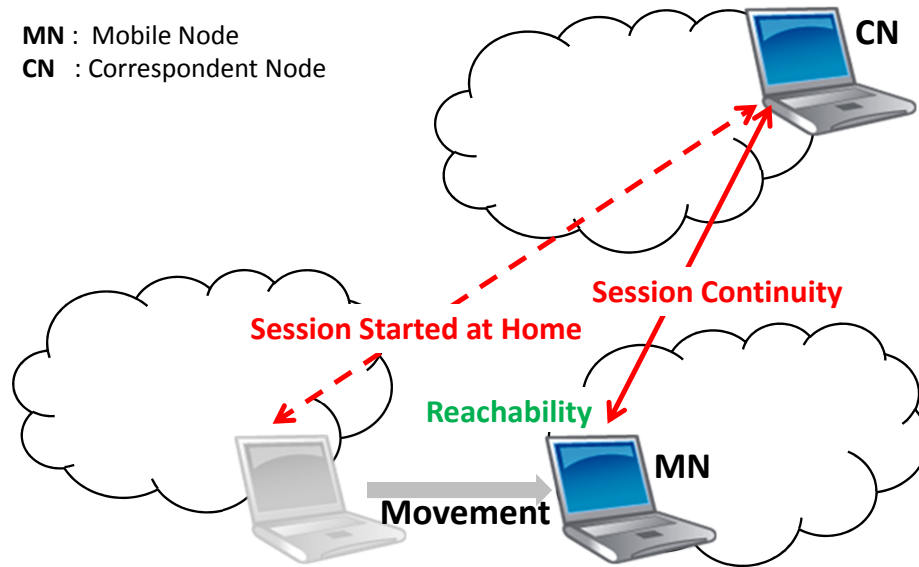 MN : Mobile Node
CN : Correspondent Node
CN
Session Continuity
Session Started at Home
Reachability
MN
Movement